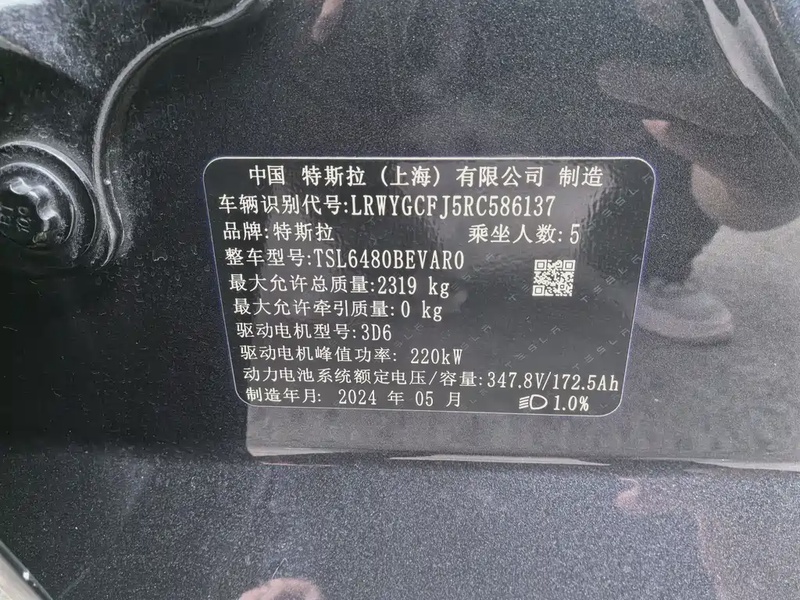 中国 特斯拉(上海)有限公司 制造
车辆识别代号:LRWYGCFJ5RC586137
品牌:特斯拉 乘坐人数:5
整车型号:TSL6480BEVAR0
最大允许总质量:2319 kg
最大允许牵引质量:0 kg
驱动电机型号:3D6
驱动电机峰值功率: 220kW
动力电池系统额定电压/容量:347.8V/172.5Ah
制造年月: 2024 年 05 月 1.0%
TESLA